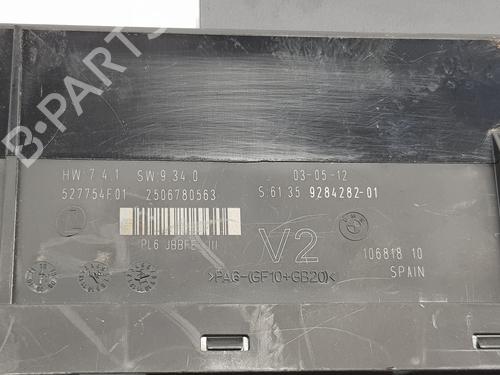 HW:7.4.1 SW:9.34.0 03-05-12
527754F01 2506780563 S.61.35 9284282-01
PL6 JBBFE III
V2
106818 10
SPAIN
>PA6-(GF10+GB20)<
B-PARTS